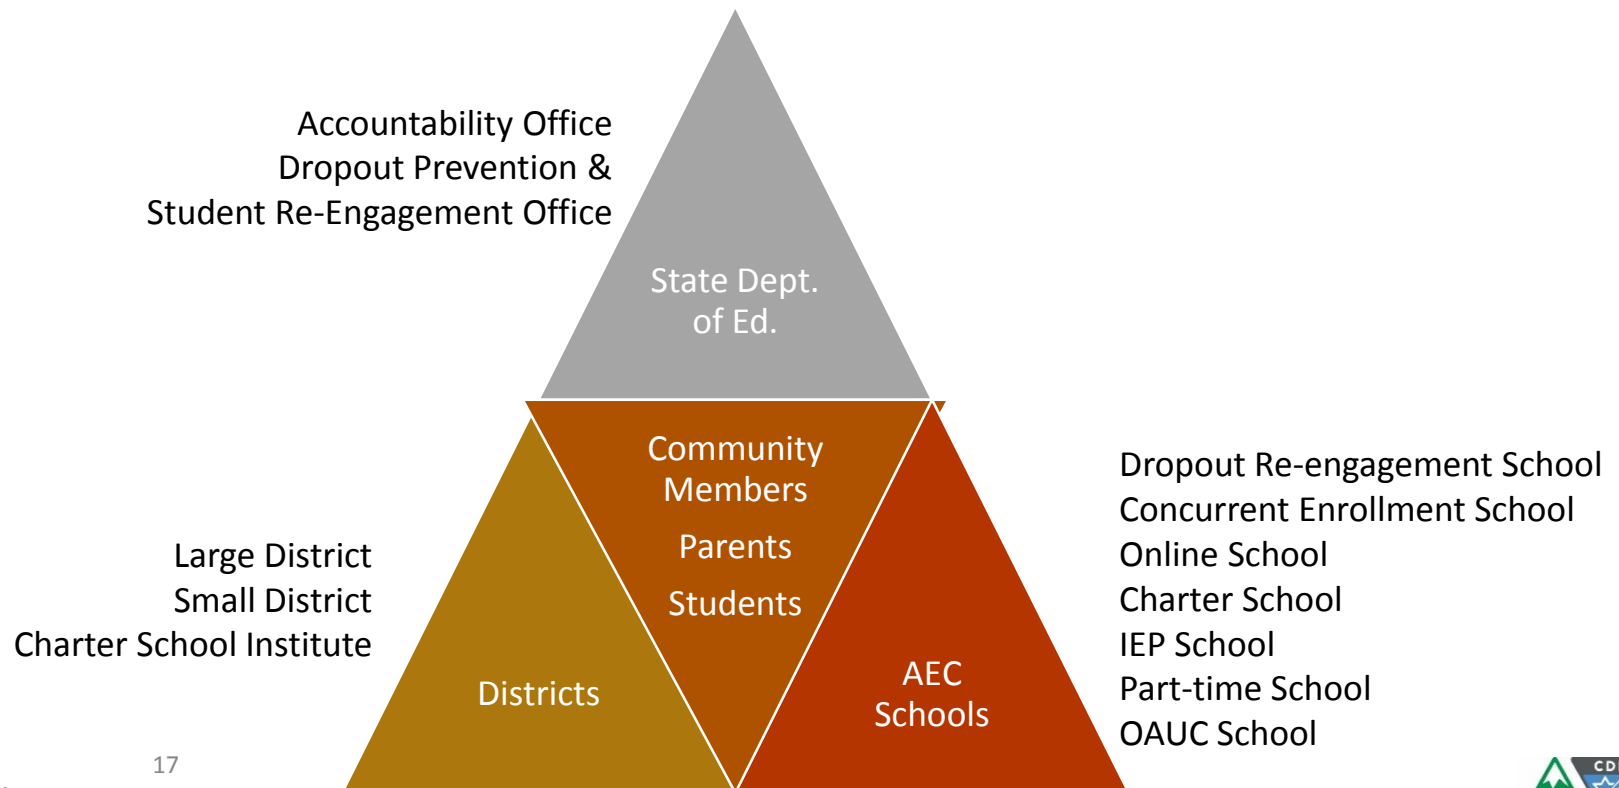 Accountability Office
Dropout Prevention &
Student Re-Engagement Office
State Dept.
of Ed.
Community
Members
Parents
Students
Large District
Small District
Charter School Institute
Districts
AEC
Schools
Dropout Re-engagement School
Concurrent Enrollment School
Online School
Charter School
IEP School
Part-time School
OAUC School
17